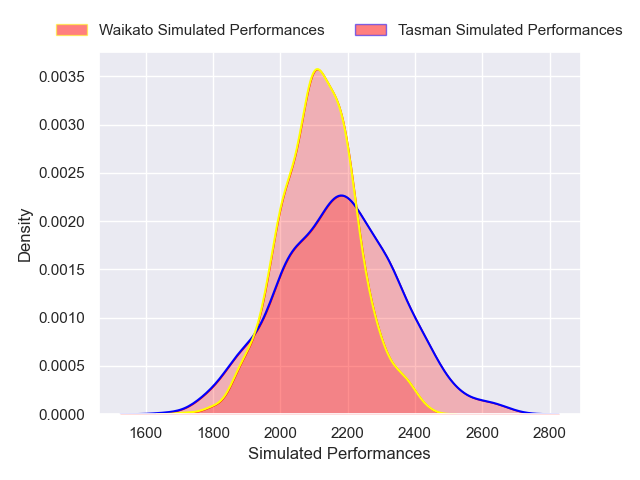 Waikato Simulated Performances Tasman Simulated Performances
0.0035
0.0030
0.0025
0.0020
0.0015
0.0010
0.0005
0.0000
Density
1600 1800 2000 2200 2400 2600 2800
Simulated Performances